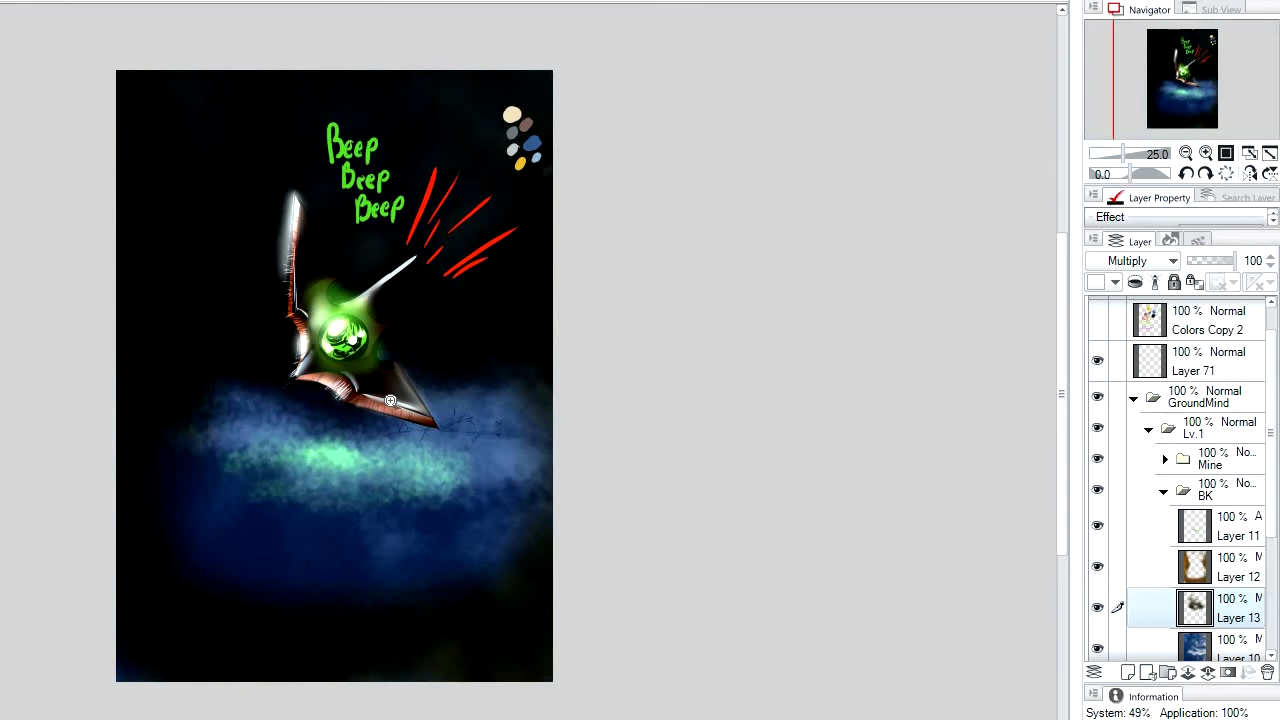 Navigator
Sub View
Beep
Beep
Beep
25.0
0.0
Layer Property
Search Layer
Effect
Layer
Multiply
100
100 % Normal
Colors Copy 2
100 % Normal
Layer 71
100 % Normal
GroundMind
100 % Normal
Lv.1
100 % No...
Mine
100 % No...
BK
100 % A
Layer 11
100 % M
Layer 12
100 % M
Layer 13
100 % M
Layer 10
Information
System: 49% Application: 100%